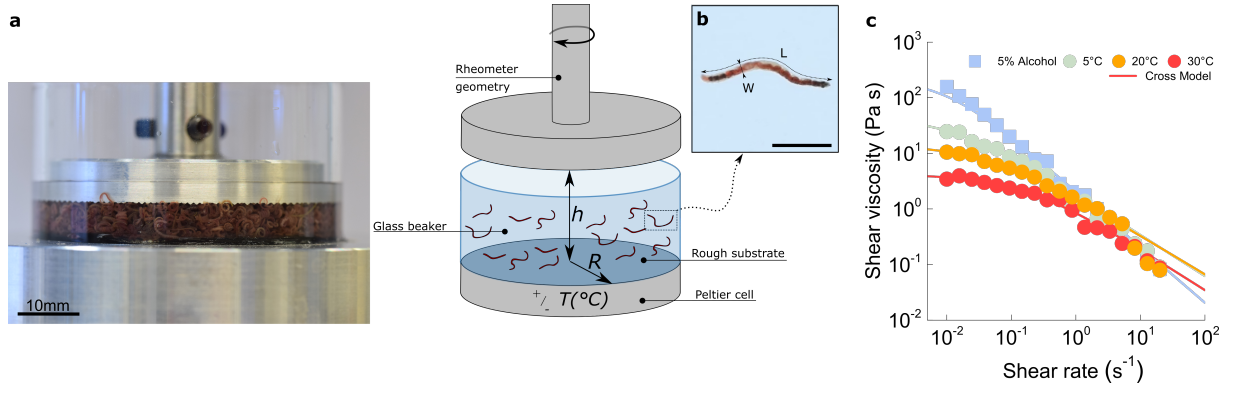 a
10mm
Rheometer
geometry
Glass beaker
h
R
T(°C)
+/-
Rough substrate
Peltier cell
b
L
W
c
Shear viscosity (Pa s)
10³
10²
10¹
10⁰
10⁻¹
10⁻²
5% Alcohol 5°C 20°C 30°C
Cross Model
10⁻² 10⁻¹ 10⁰ 10¹ 10²
Shear rate (s⁻¹)